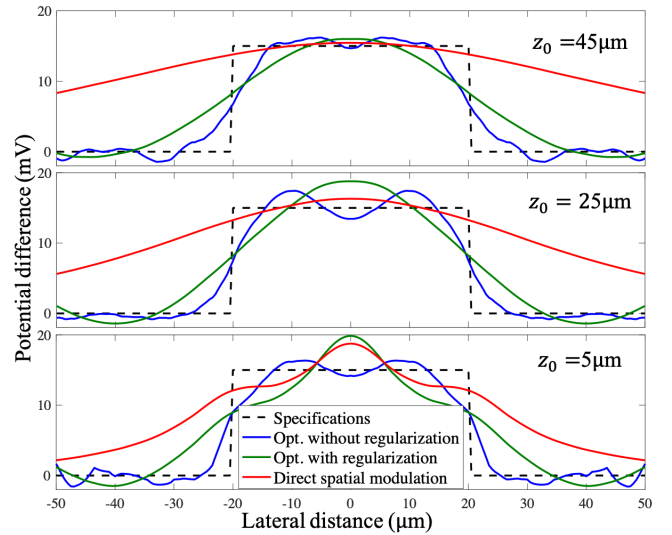 Potential difference (mV)
20
10
0
z₀ =45μm
20
10
0
z₀ = 25μm
20
10
0
z₀ =5μm
Specifications
Opt. without regularization
Opt. with regularization
Direct spatial modulation
-50 -40 -30 -20 -10 0 10 20 30 40 50
Lateral distance (μm)